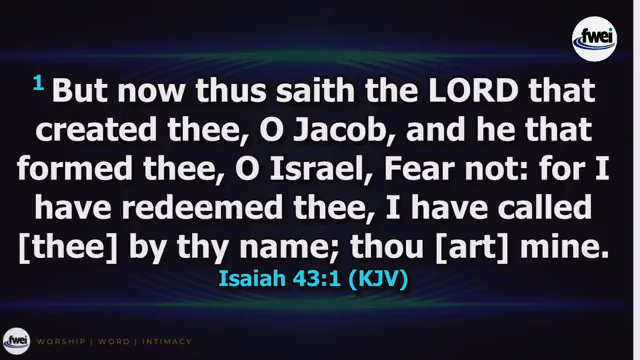 fwei
1 But now thus saith the LORD that
created thee, O Jacob, and he that
formed thee, O Israel, Fear not: for I
have redeemed thee, I have called
[thee] by thy name; thou [art] mine.
Isaiah 43:1 (KJV)
fwei WORSHIP | WORD | INTIMACY